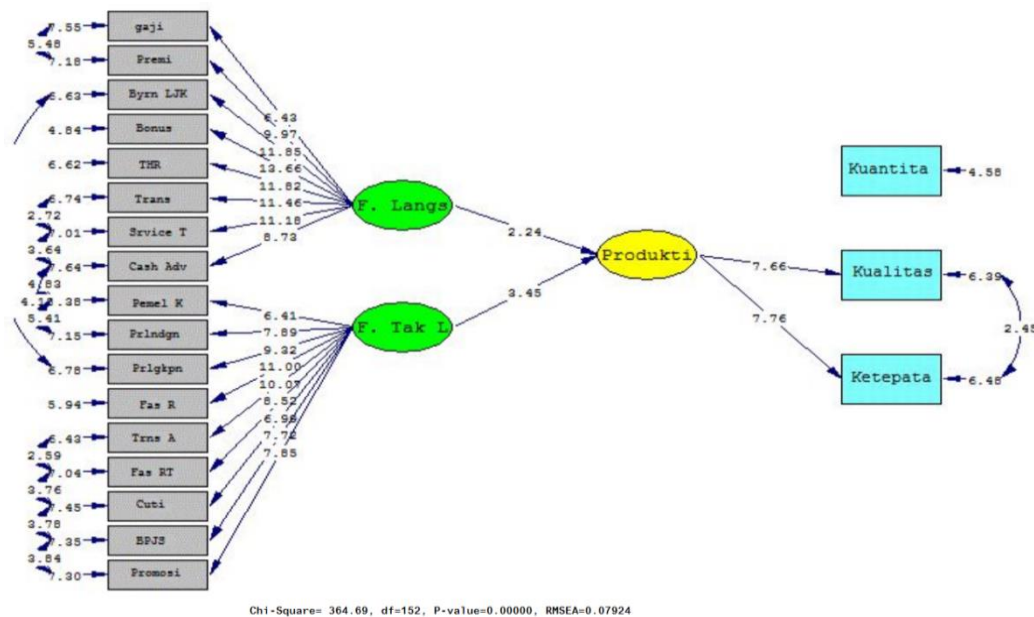 7.55 gaji
5.48
7.18 Premi
6.63 Byrn LJK
4.84 Bonus
6.62 THR
6.74 Trans
2.72
7.01 Srvice T
3.64
7.64 Cash Adv
4.83
Pemel K
5.41
7.15 Prlndgn
6.78 Prlgkpn
5.94 Fas R
6.43 Trns A
2.59
7.04 Fas RT
3.76
7.45 Cuti
3.78
7.35 BPJS
3.84
7.30 Promosi
6.43
9.97
11.85
13.66
11.82
11.46
11.18
8.73
F. Langs
6.41
7.89
9.32
11.00
10.07
8.52
6.96
7.72
7.85
F. Tak L
2.24
3.45
Produkti
7.66
7.76
Kuantita 4.58
Kualitas 6.39
2.45
Ketepata 6.48
Chi-Square= 364.69, df=152, P-value=0.00000, RMSEA=0.07924